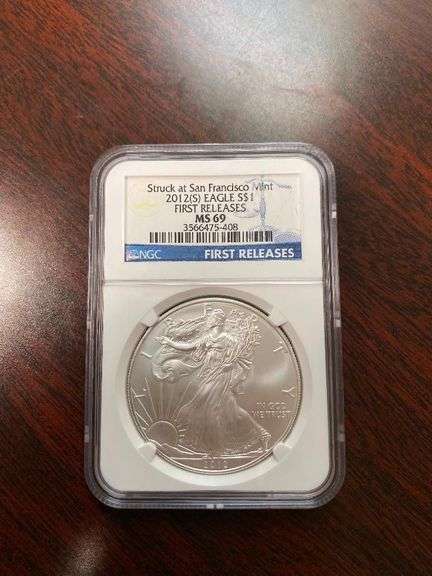 Struck at San Francisco Mint
2012(S) EAGLE S$1
FIRST RELEASES
MS 69
3566475-408
NGC
FIRST RELEASES
LIBERTY
IN GOD
WE TRUST
2012